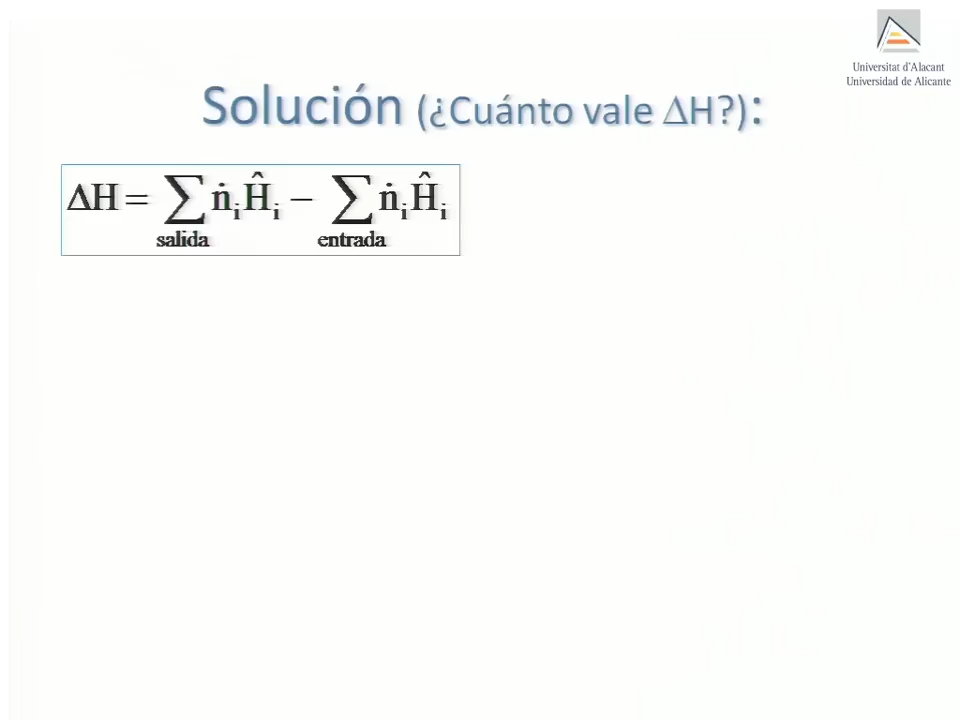 Universitat d'Alacant
Universidad de Alicante
Solución (¿Cuánto vale ΔH?):
ΔH = ∑ ṅᵢĤᵢ − ∑ ṅᵢĤᵢ
salida entrada